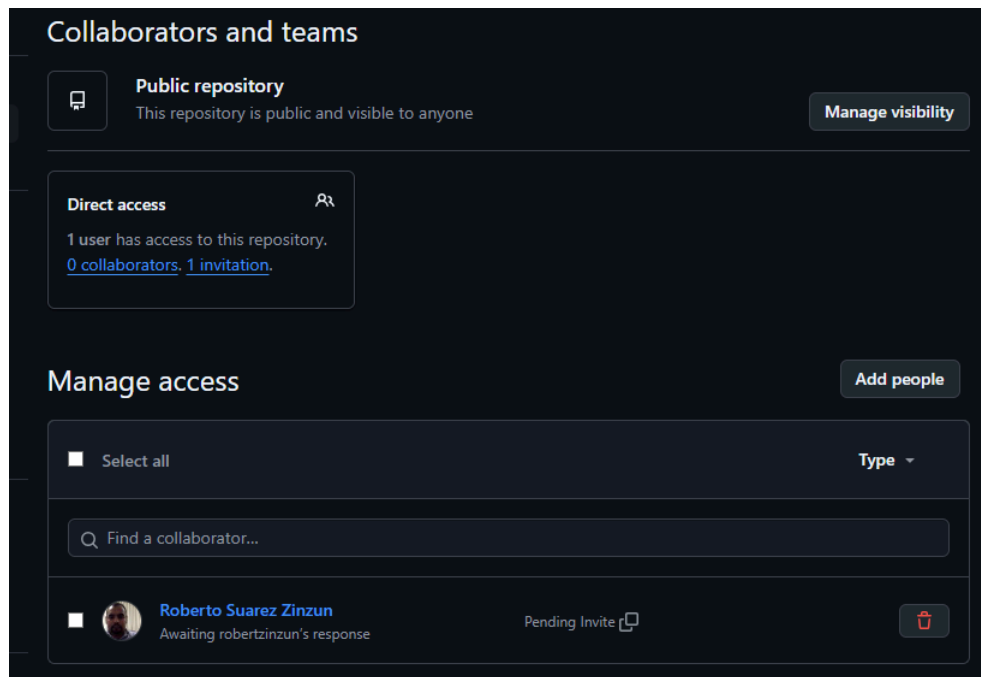 Collaborators and teams
Public repository
This repository is public and visible to anyone
Manage visibility
Direct access
1 user has access to this repository.
0 collaborators. 1 invitation.
Manage access
Add people
Select all
Type
Find a collaborator...
Roberto Suarez Zinzun
Awaiting robertzinzun's response
Pending Invite